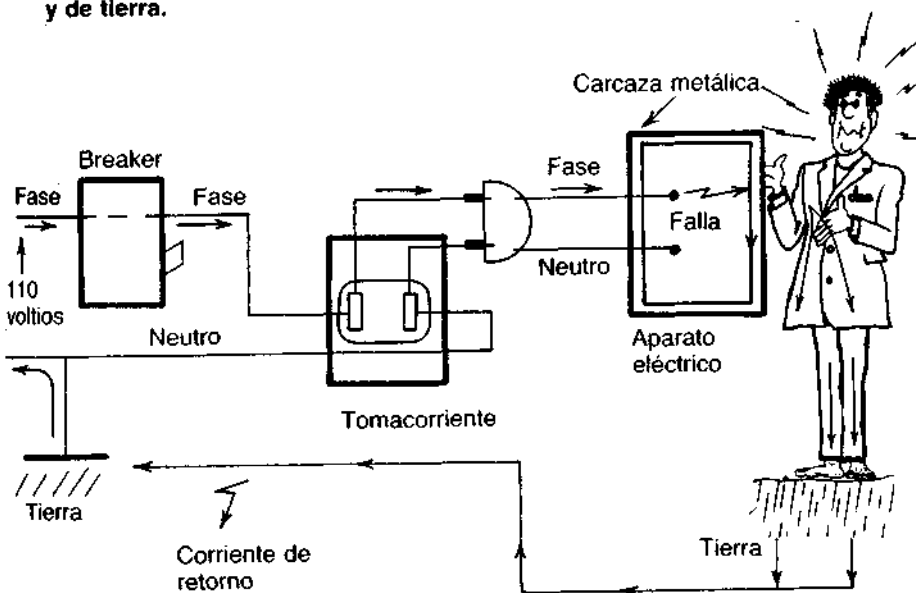 y de tierra.
Carcaza metálica
Breaker
Fase
Fase
Fase
Falla
110
voltios
Neutro
Neutro
Aparato
eléctrico
Tomacorriente
Tierra
Corriente de
retorno
Tierra